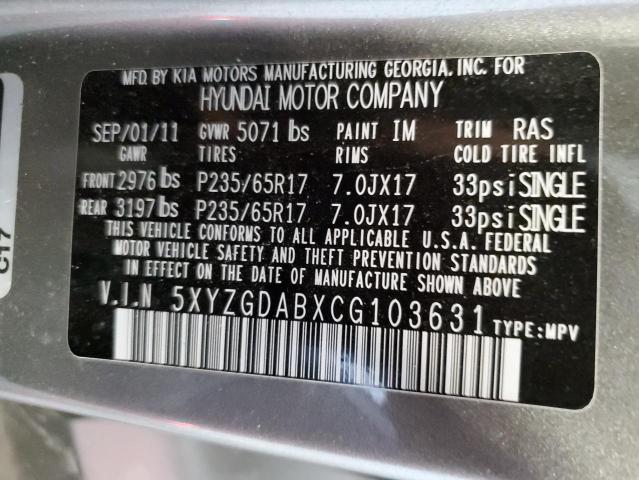 MFD. BY KIA MOTORS MANUFACTURING GEORGIA, INC. FOR
HYUNDAI MOTOR COMPANY
SEP/01/11 GVWR 5071 lbs PAINT IM TRIM RAS
GAWR TIRES RIMS COLD TIRE INFL
FRONT 2976 lbs P235/65R17 7.0JX17 33psi SINGLE
REAR 3197 lbs P235/65R17 7.0JX17 33psi SINGLE
THIS VEHICLE CONFORMS TO ALL APPLICABLE U.S.A. FEDERAL
MOTOR VEHICLE SAFETY AND THEFT PREVENTION STANDARDS
IN EFFECT ON THE DATE OF MANUFACTURE SHOWN ABOVE
V.I.N 5XYZGDABXCG103631 TYPE:MPV
C17